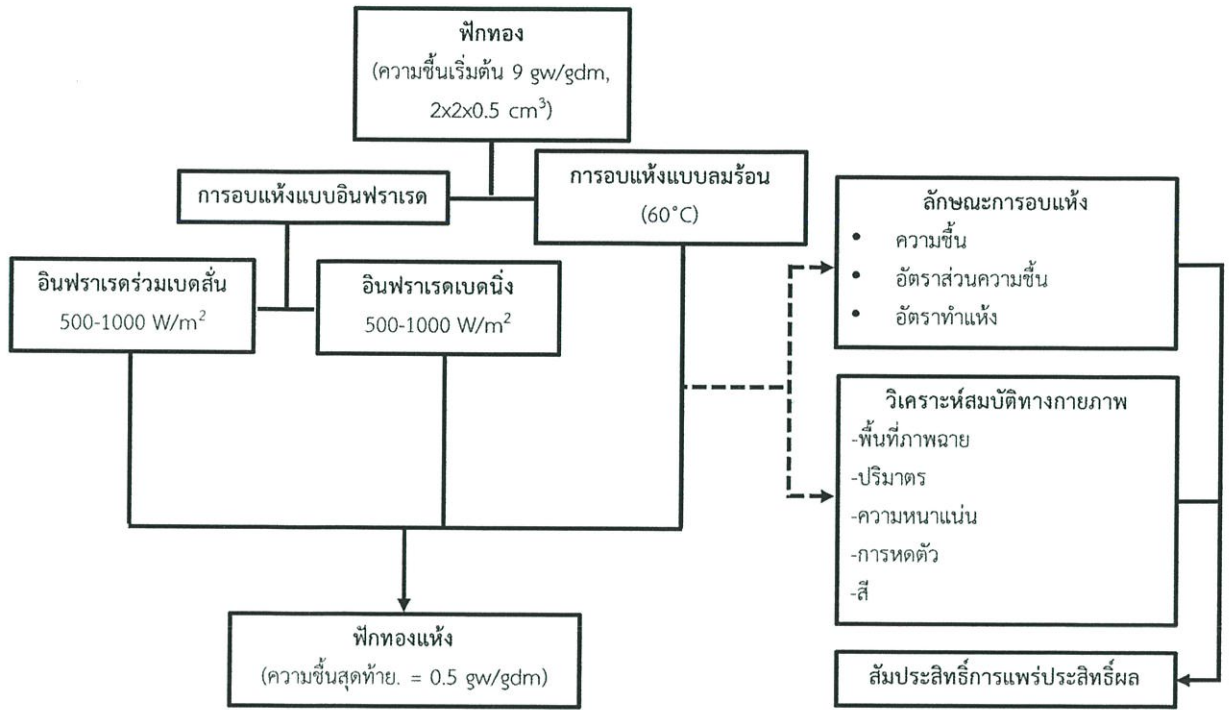 ฟักทอง
(ความชื้นเริ่มต้น 9 gw/gdm,
2x2x0.5 cm³)
การอบแห้งแบบอินฟราเรด
การอบแห้งแบบลมร้อน
(60°C)
อินฟราเรดร่วมเบดสั่น
500-1000 W/m²
อินฟราเรดเบดนิ่ง
500-1000 W/m²
ลักษณะการอบแห้ง
• ความชื้น
• อัตราส่วนความชื้น
• อัตราทำแห้ง
วิเคราะห์สมบัติทางกายภาพ
-พื้นที่ภาพฉาย
-ปริมาตร
-ความหนาแน่น
-การหดตัว
-สี
ฟักทองแห้ง
(ความชื้นสุดท้าย. = 0.5 gw/gdm)
สัมประสิทธิ์การแพร่ประสิทธิ์ผล